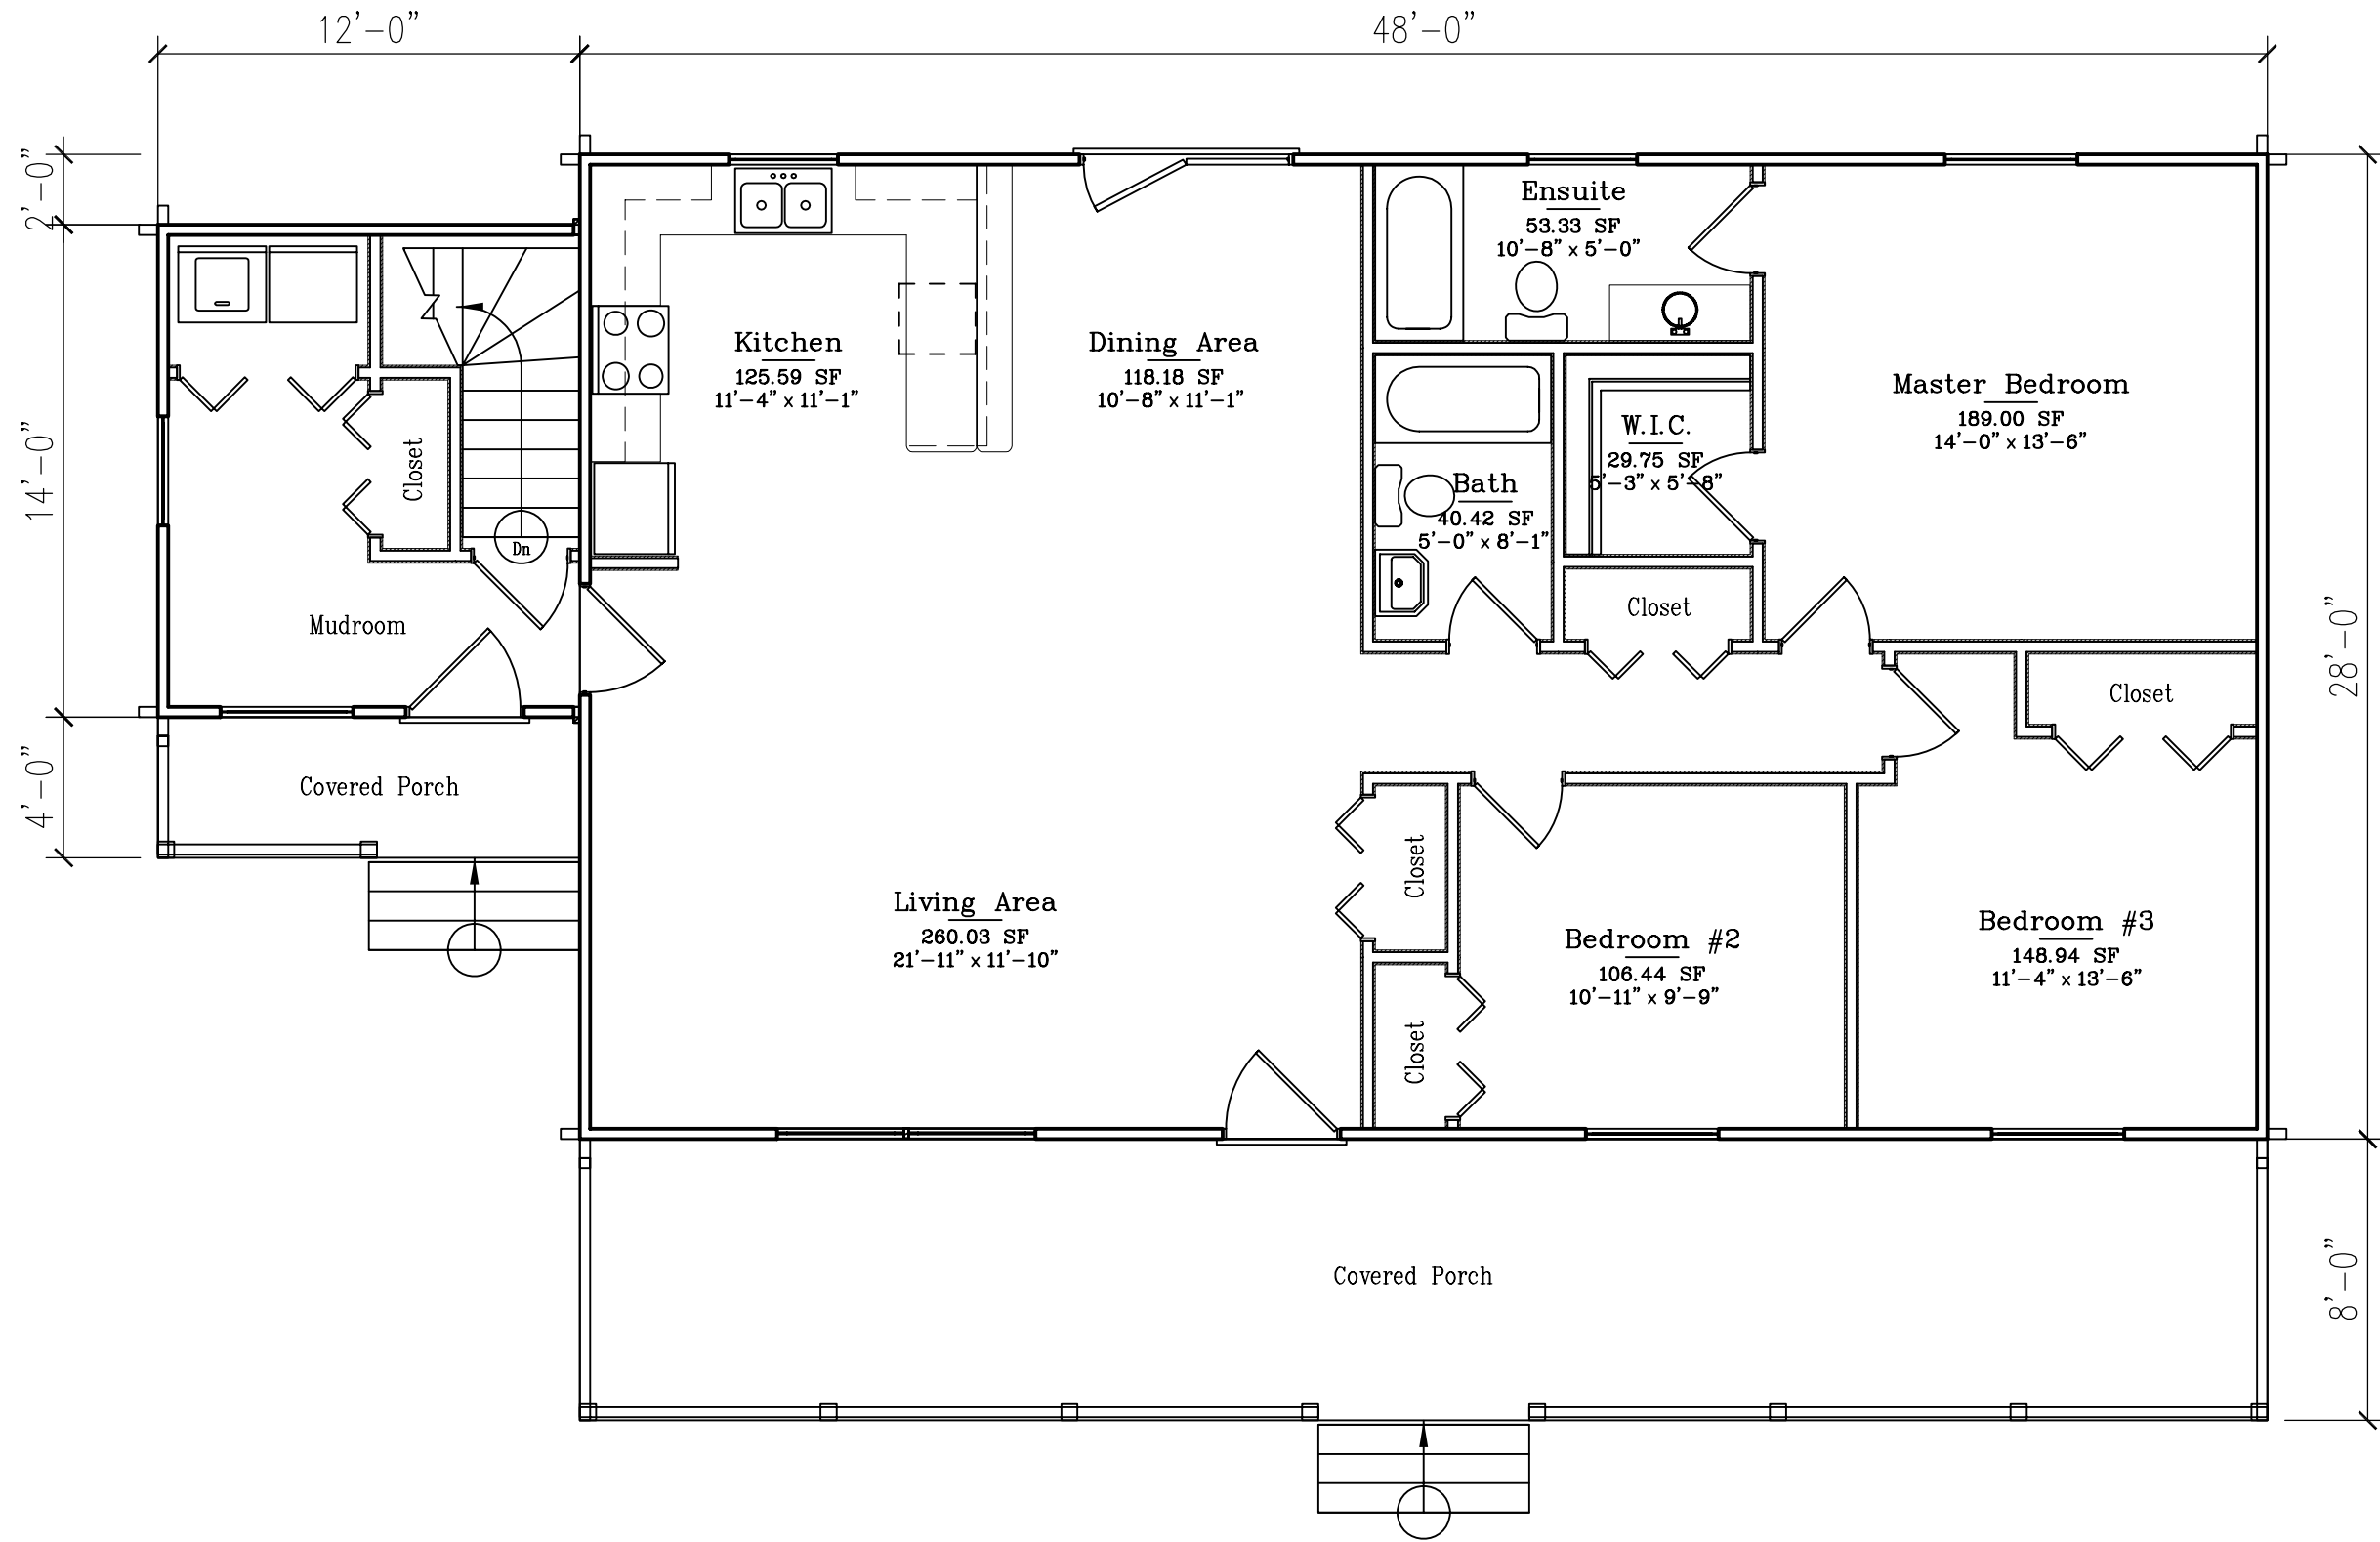 12'-0"
48'-0"
2'-0"
14'-0"
4'-0"
28'-0"
8'-0"
Ensuite
53.33 SF
10'-8" x 5'-0"
Kitchen
125.59 SF
11'-4" x 11'-1"
Dining Area
118.18 SF
10'-8" x 11'-1"
Master Bedroom
189.00 SF
14'-0" x 13'-6"
W.I.C.
29.75 SF
5'-3" x 5'-8"
Closet
Bath
40.42 SF
5'-0" x 8'-1"
Dn
Closet
Mudroom
Closet
Covered Porch
Closet
Living Area
260.03 SF
21'-11" x 11'-10"
Bedroom #2
106.44 SF
10'-11" x 9'-9"
Bedroom #3
148.94 SF
11'-4" x 13'-6"
Closet
Covered Porch